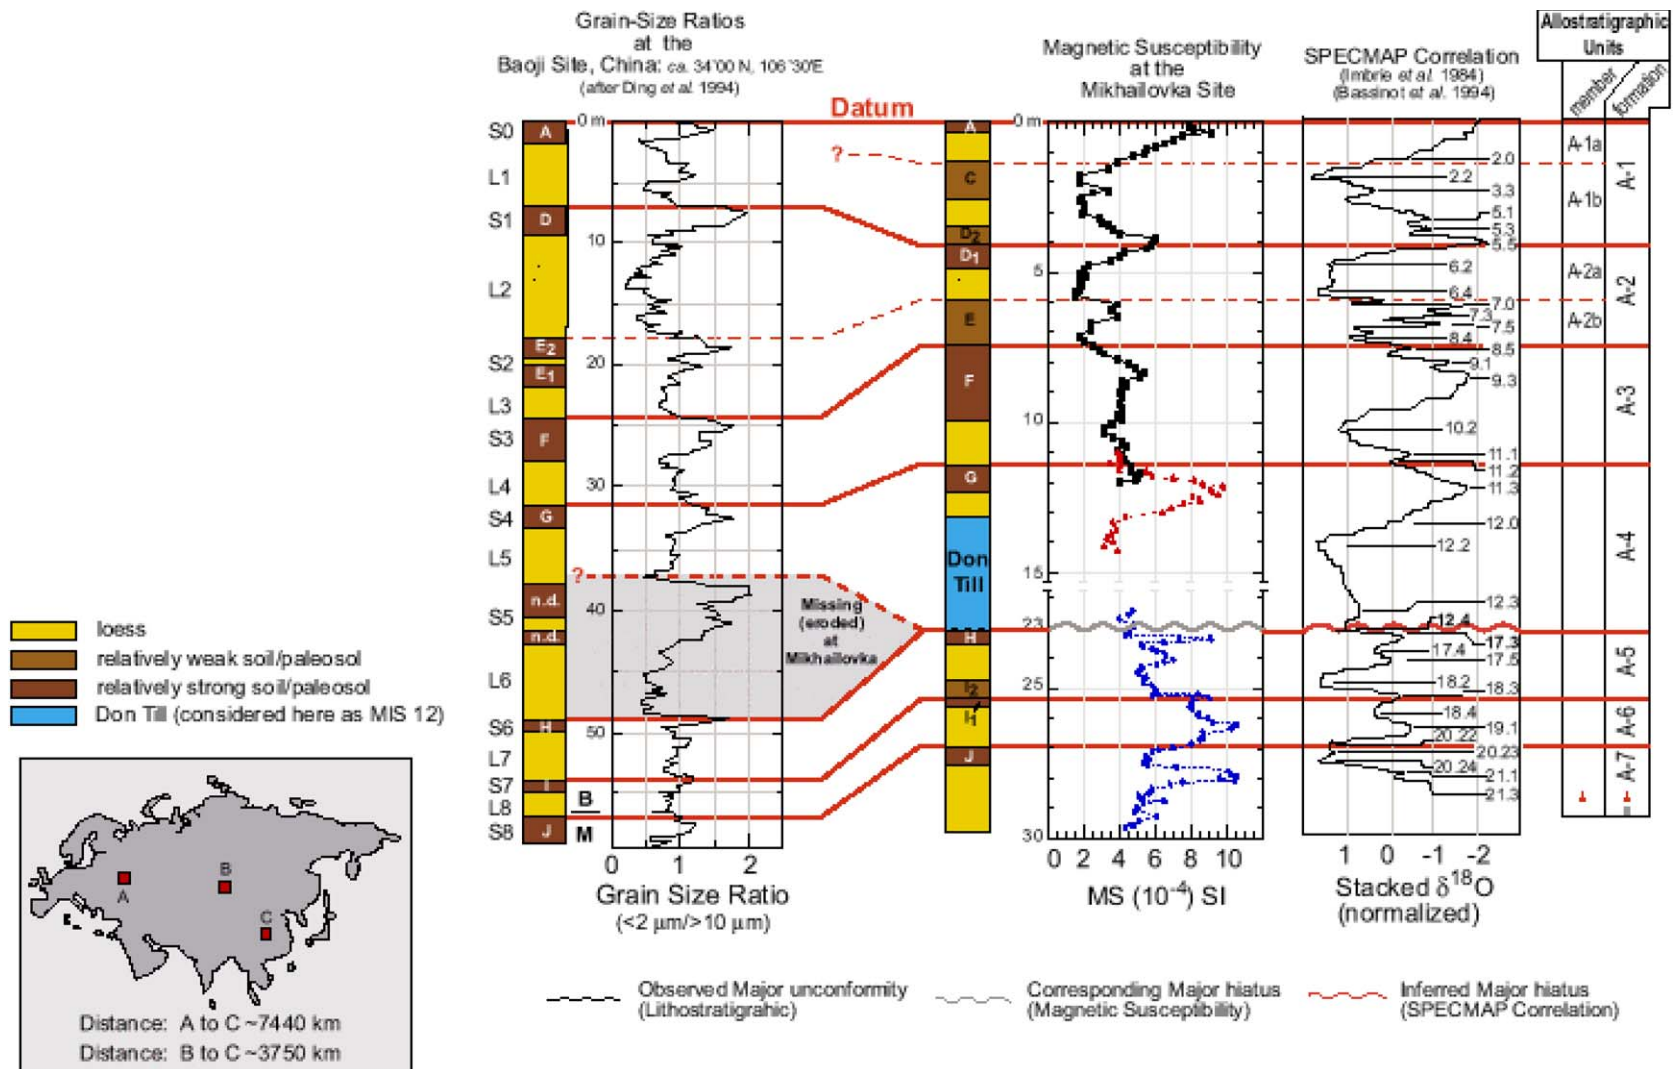 Grain-Size Ratios
at the
Baoji Site, China: ca. 34°00 N, 106°30'E
(after Ding et al. 1994)
Datum
Magnetic Susceptibility
at the
Mikhailovka Site
SPECMAP Correlation
(Imbrie et al. 1984)
(Bassinot et al. 1994)
Allostratigraphic
Units
member
formation
S0
L1
S1
L2
S2
L3
S3
L4
S4
L5
S5
L6
S6
L7
S7
L8
S8
A
D
E2
E1
F
G
n.d.
n.d.
H
I
J
B
M
0 m
10
20
30
40
50
0
1
2
Grain Size Ratio
(<2 µm/>10 µm)
?
?
Missing
(eroded)
at
Mikhailovka
A
C
D2
D1
E
F
G
Don
Till
H
I2
I1
J
0 m
5
10
15
23
25
30
0 2 4 6 8 10
MS (10-4) SI
2.0
2.2
3.3
5.1
5.3
5.5
6.2
6.4
7.0
7.3
7.5
8.4
8.5
9.1
9.3
10.2
11.1
11.2
11.3
12.0
12.2
12.3
12.4
17.3
17.4
17.5
18.2
18.3
18.4
19.1
20.22
20.23
20.24
21.1
21.3
1 0 -1 -2
Stacked δ18O
(normalized)
A-1a
A-1b
A-2a
A-2b
A-1
A-2
A-3
A-4
A-5
A-6
A-7
loess
relatively weak soil/paleosol
relatively strong soil/paleosol
Don Till (considered here as MIS 12)
A
B
C
Distance: A to C ~7440 km
Distance: B to C ~3750 km
Observed Major unconformity
(Lithostratigrahic)
Corresponding Major hiatus
(Magnetic Susceptibility)
Inferred Major hiatus
(SPECMAP Correlation)